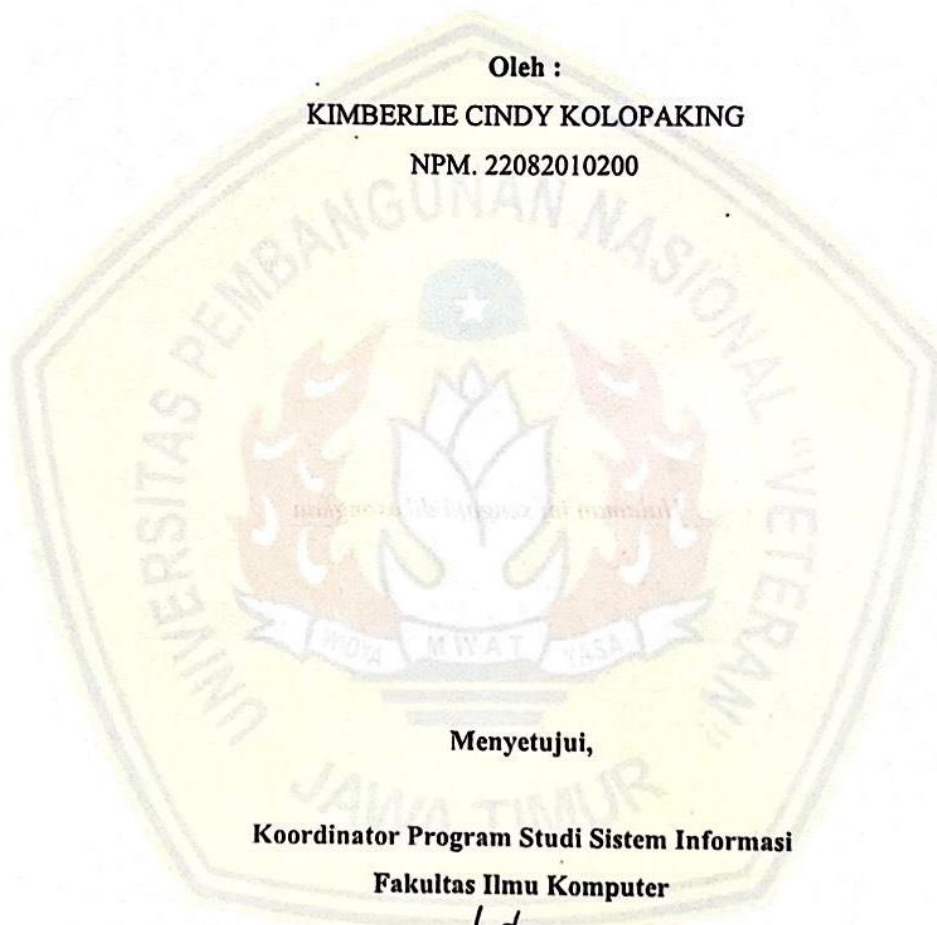 Oleh :
KIMBERLIE CINDY KOLOPAKING
NPM. 22082010200
UNIVERSITAS PEMBANGUNAN NASIONAL "VETERAN"
JAWA TIMUR
WIDYA MWAT YASA
Menyetujui,
Koordinator Program Studi Sistem Informasi
Fakultas Ilmu Komputer